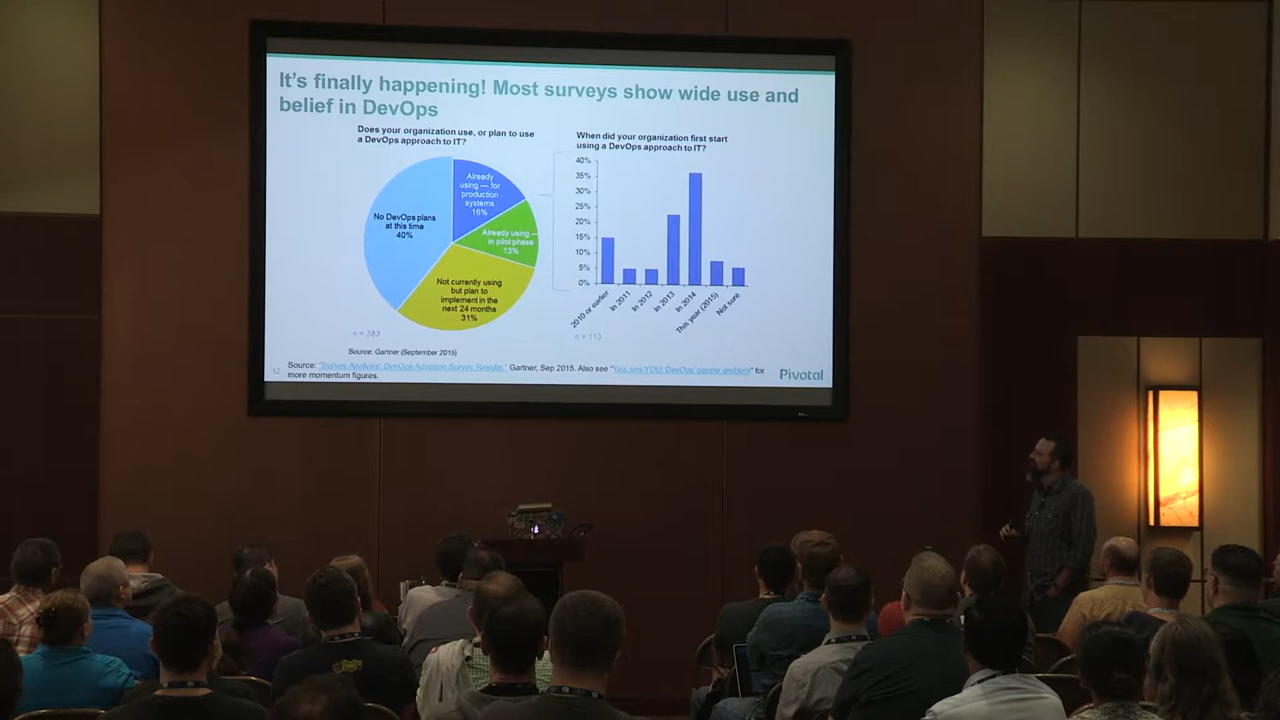 It's finally happening! Most surveys show wide use and
belief in DevOps
Does your organization use, or plan to use
a DevOps approach to IT?
Already
using — for
production
systems
16%
Already using —
in pilot phase
13%
Not currently using
but plan to
implement in the
next 24 months
31%
No DevOps plans
at this time
40%
n = 383
Source: Gartner (September 2015)
When did your organization first start
using a DevOps approach to IT?
40%
35%
30%
25%
20%
15%
10%
5%
0%
2010 or earlier
In 2011
In 2012
In 2013
In 2014
This year (2015)
Not sure
n = 113
12
Source: "Survey Analysis: DevOps Adoption Survey Results," Gartner, Sep 2015. Also see "You, yes YOU: DevOps' people problem" for
more momentum figures.
Pivotal